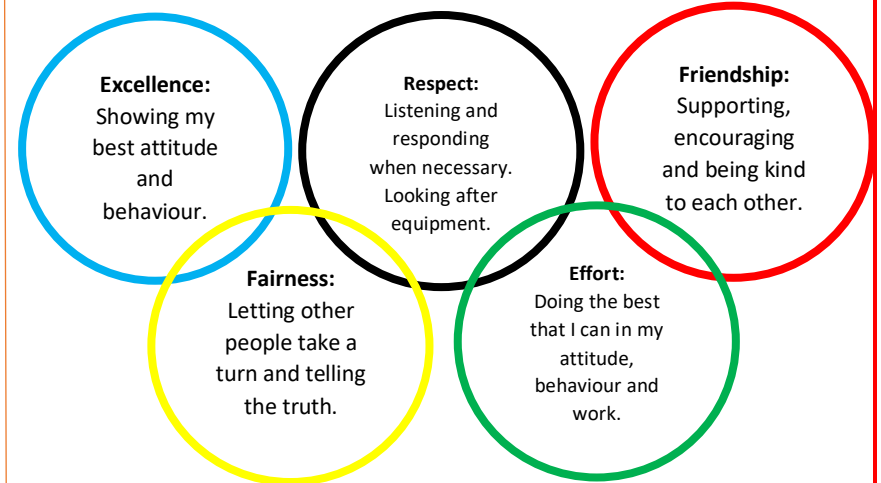 Excellence:
Showing my
best attitude
and
behaviour.
Respect:
Listening and
responding
when necessary.
Looking after
equipment.
Friendship:
Supporting,
encouraging
and being kind
to each other.
Fairness:
Letting other
people take a
turn and telling
the truth.
Effort:
Doing the best
that I can in my
attitude,
behaviour and
work.